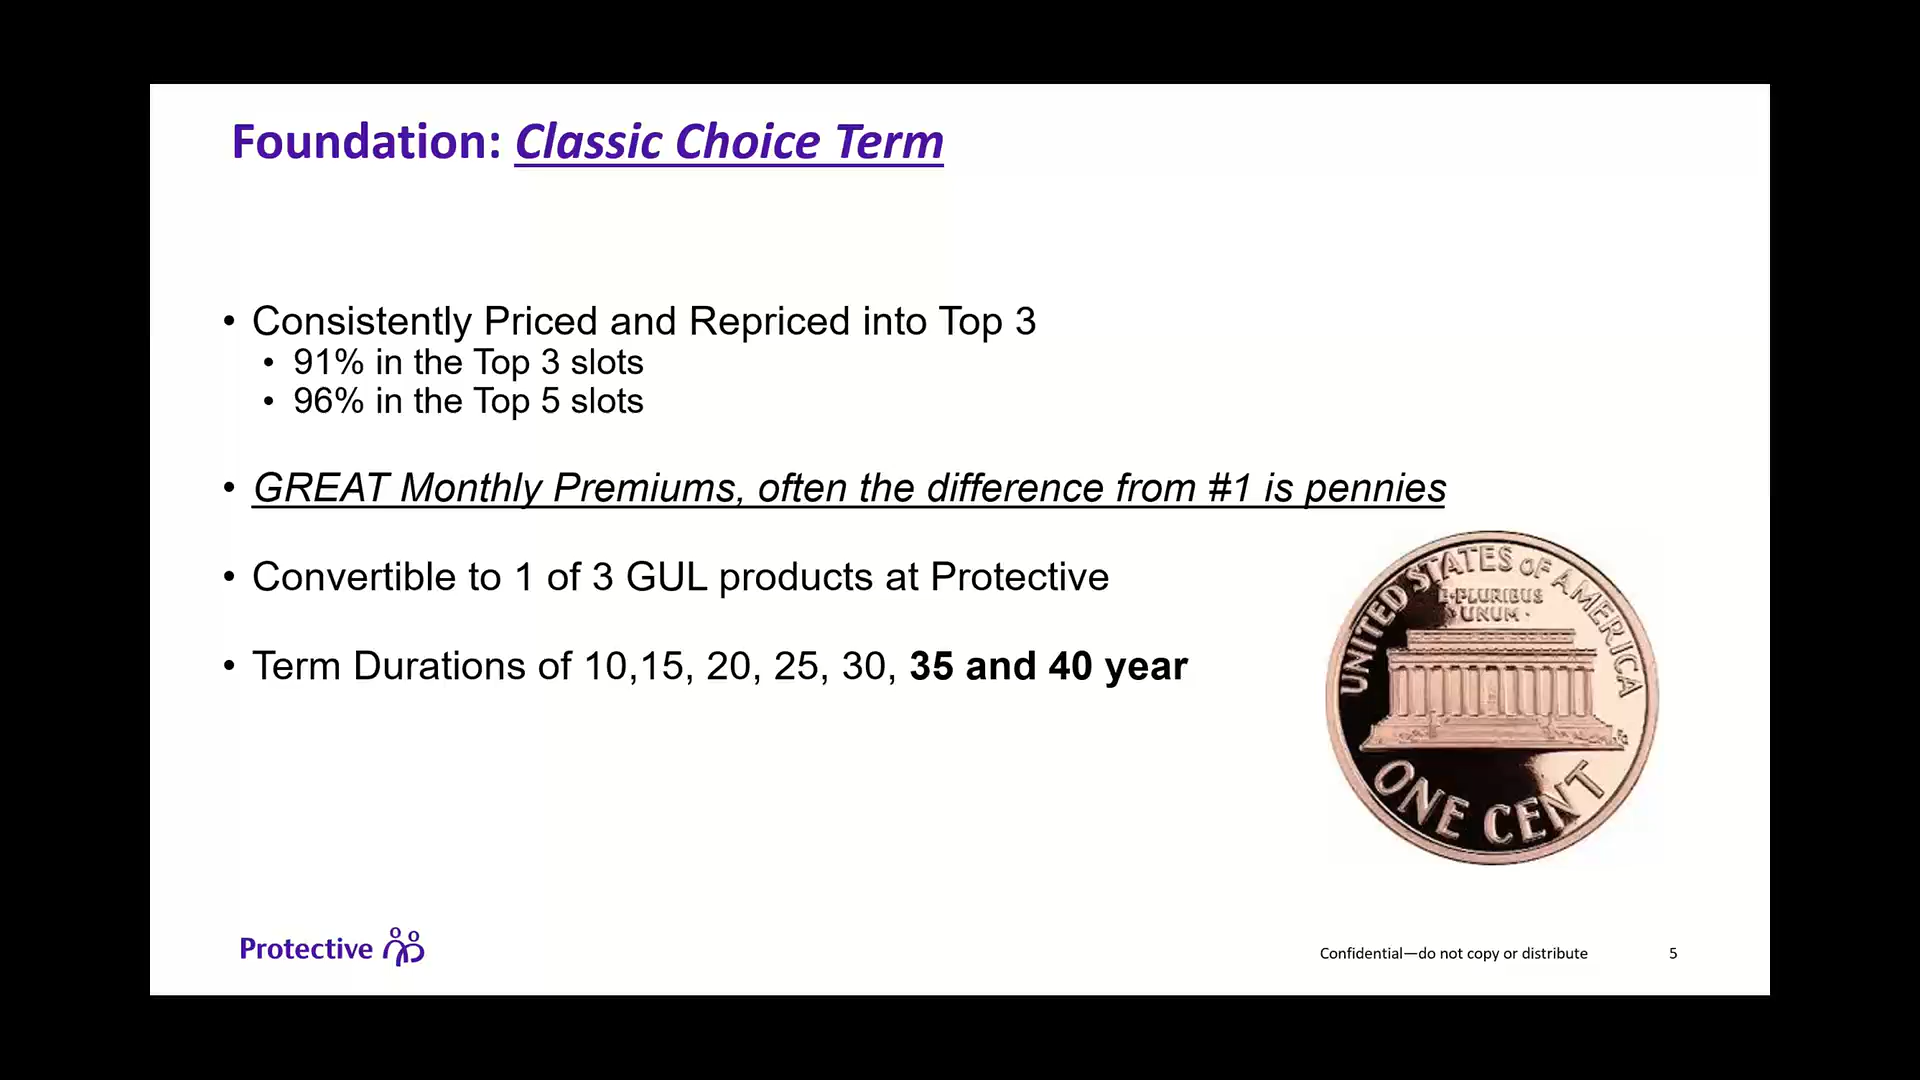 Foundation: Classic Choice Term
• Consistently Priced and Repriced into Top 3
• 91% in the Top 3 slots
• 96% in the Top 5 slots
• GREAT Monthly Premiums, often the difference from #1 is pennies
• Convertible to 1 of 3 GUL products at Protective
• Term Durations of 10,15, 20, 25, 30, 35 and 40 year
UNITED STATES OF AMERICA
E·PLURIBUS
·UNUM·
ONE CENT
Protective
Confidential—do not copy or distribute 5